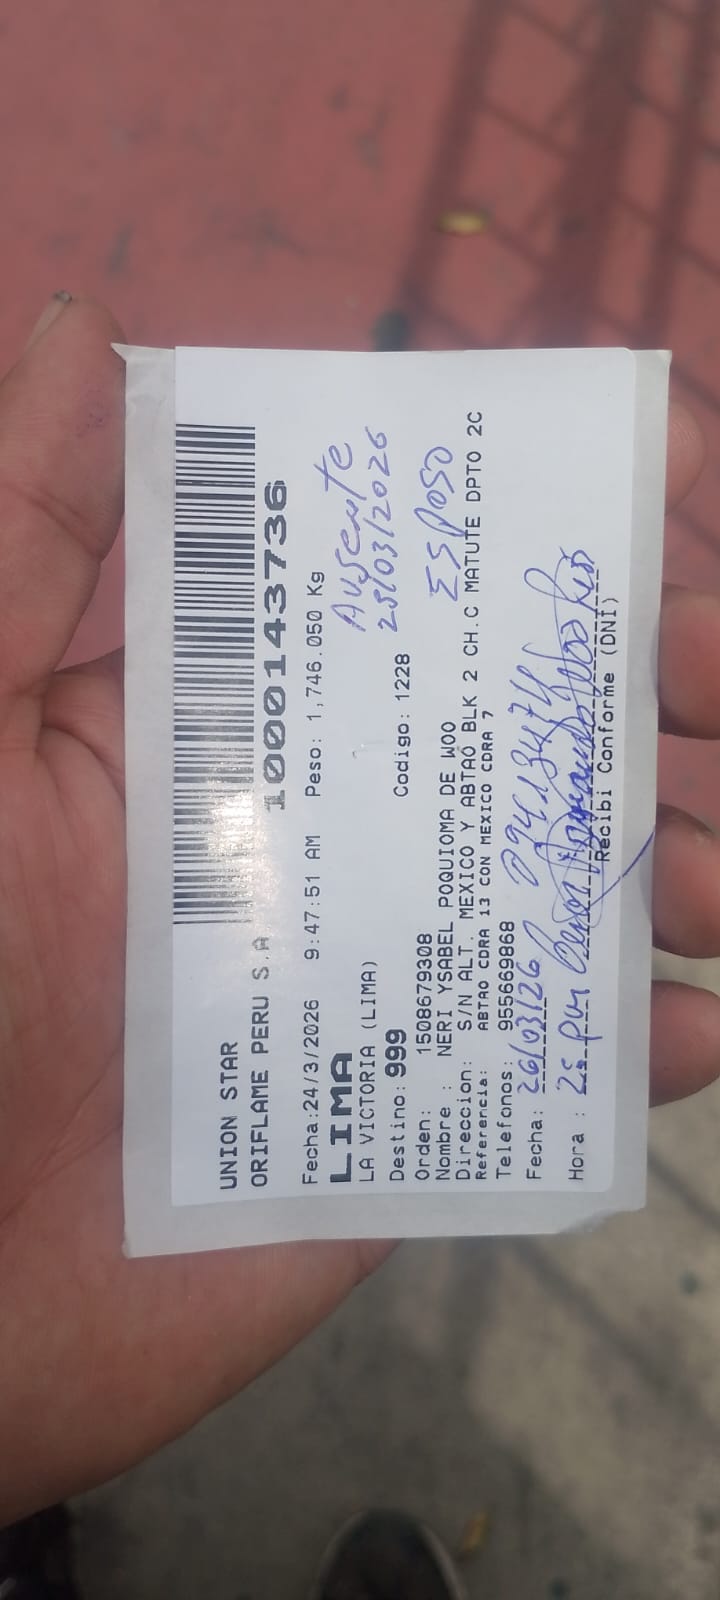 UNION STAR
ORIFLAME PERU S.A
1000143736
Fecha:24/3/2026 9:47:51 AM Peso: 1,746.050 Kg
LIMA
Ausente
LA VICTORIA (LIMA)
25/03/2026
Destino: 999 Codigo: 1228
Orden: 1508679308
Esposo
Nombre : NERI YSABEL POQUIOMA DE WOO
Direccion: S/N ALT. MEXICO Y ABTAO BLK 2 CH.C MATUTE DPTO 2C
Referencia: ABTAO CDRA 13 CON MEXICO CDRA 7
Telefonos: 955669868
Fecha: 26/03/26
Hora : 2:
Recibi Conforme (DNI)